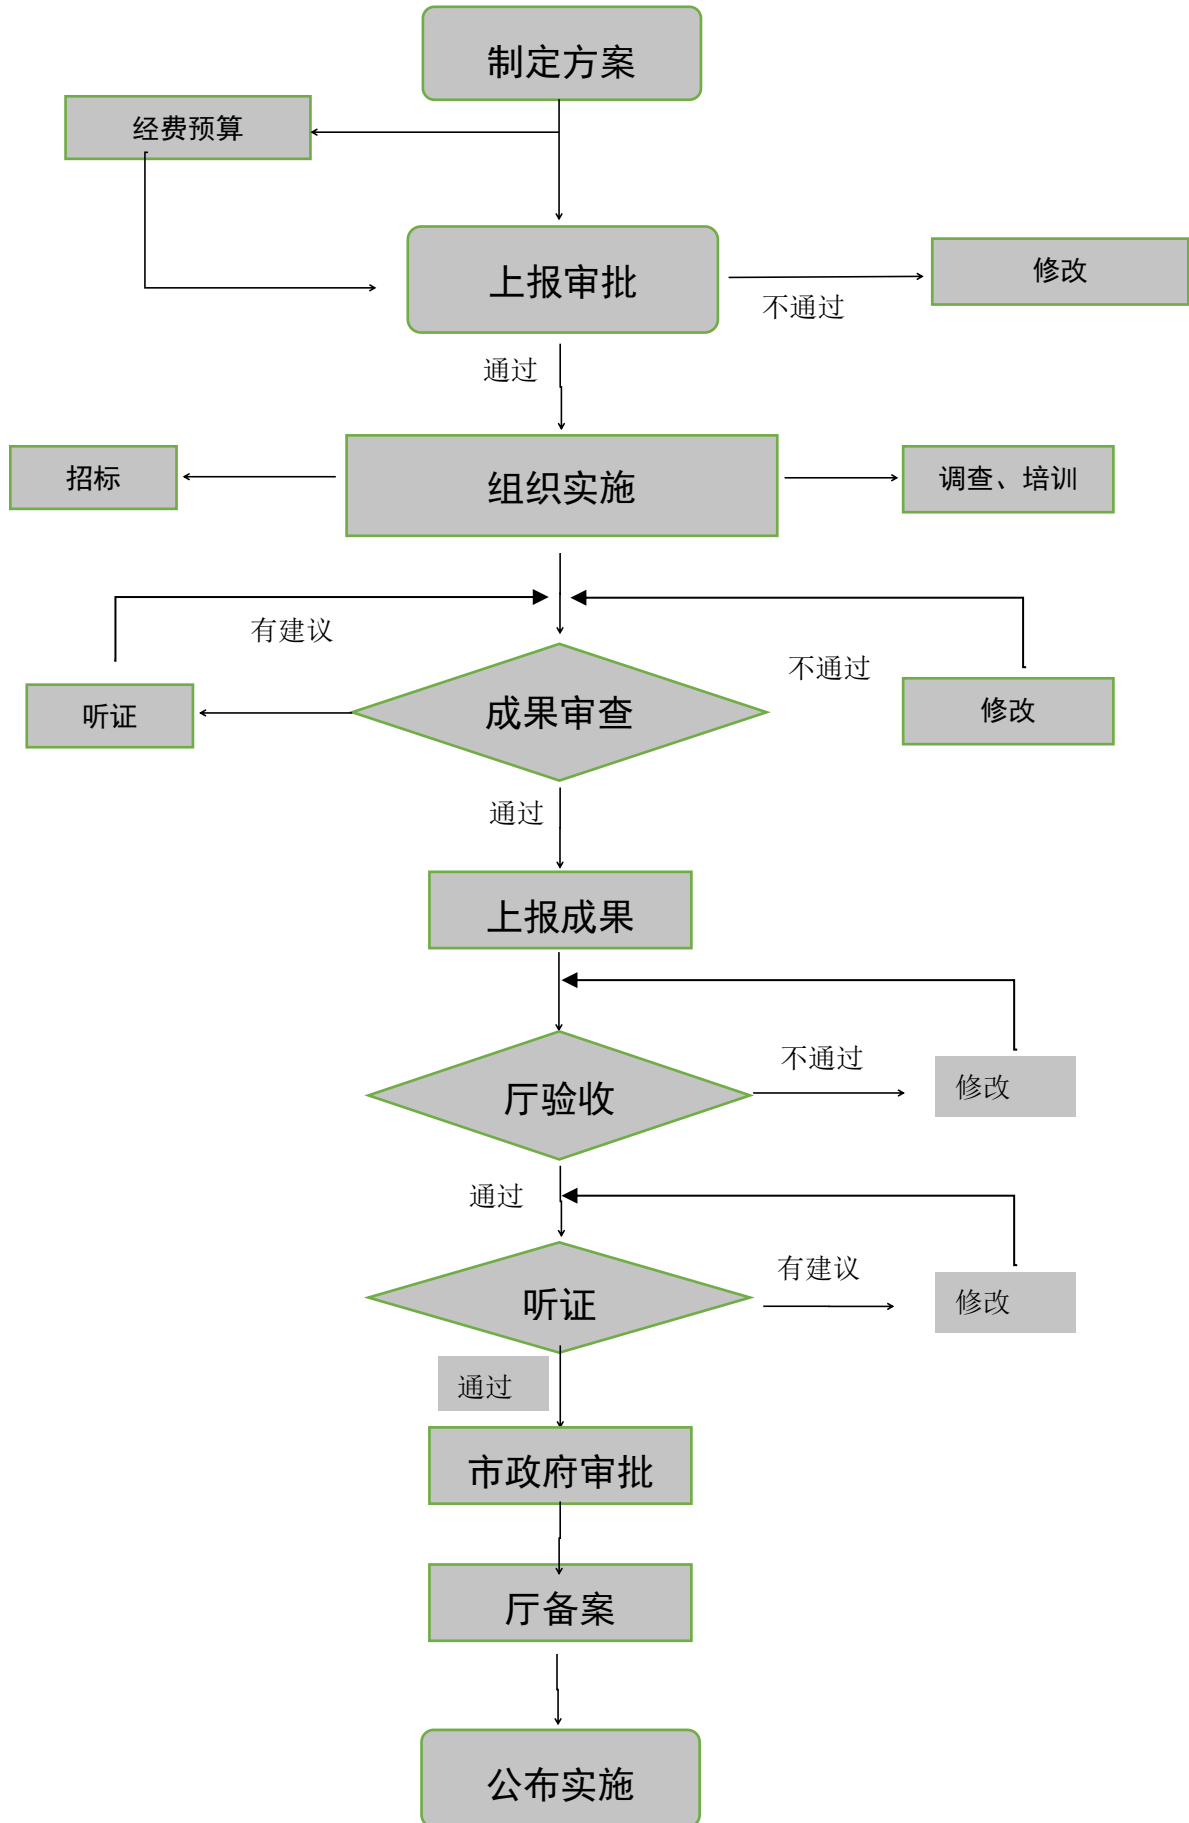 制定方案
经费预算
上报审批
修改
不通过
通过
招标
组织实施
调查、培训
有建议
不通过
听证
成果审查
修改
通过
上报成果
不通过
厅验收
修改
通过
有建议
听证
修改
通过
市政府审批
厅备案
公布实施